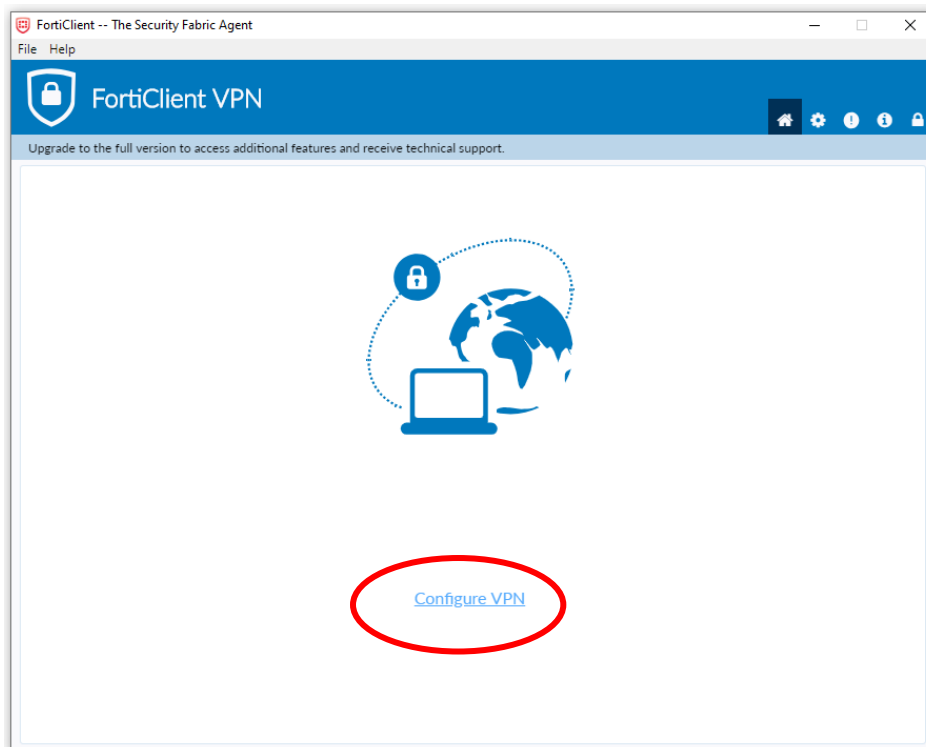 FortiClient -- The Security Fabric Agent
File Help
FortiClient VPN
Upgrade to the full version to access additional features and receive technical support.
Configure VPN